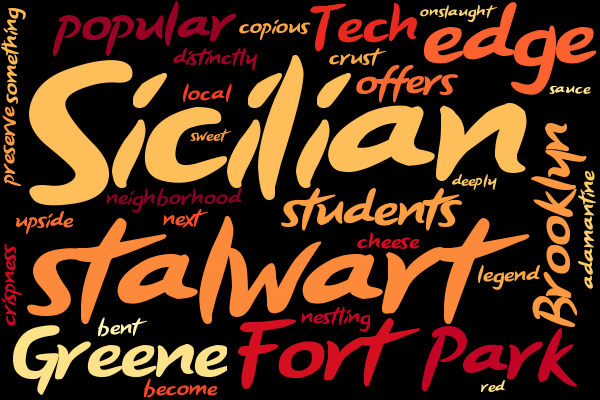 popular
copious
Tech
onslaught
edge
preserve something
distinctly
crust
offers
local
sauce
Sicilian
sweet
deeply
neighborhood
students
Brooklyn
adamantine
upside
next
cheese
stalwart
legend
crispness
nestling
bent
Greene
Fort
Park
become
red